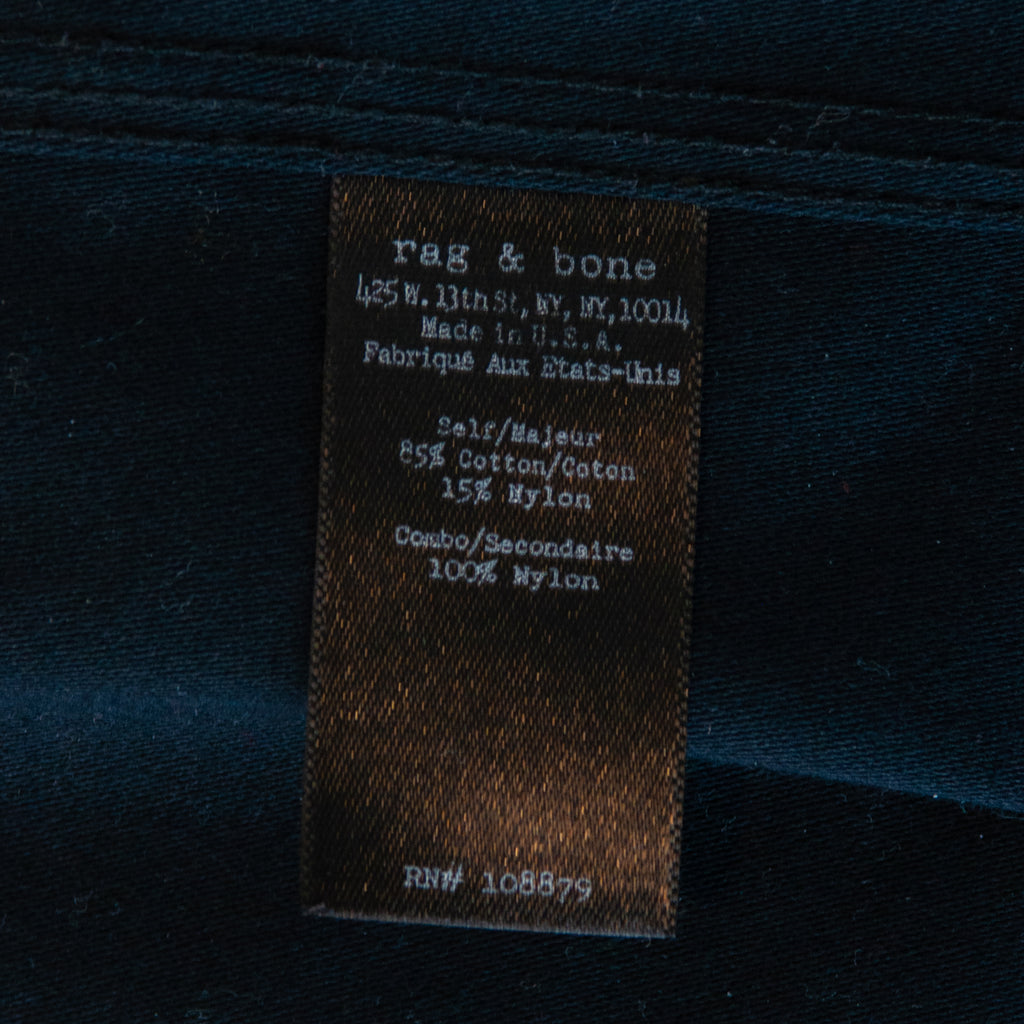 rag & bone
425 W. 13th St, NY, NY, 10014
Made in U.S.A.
Fabriqué Aux Etats-Unis
Self/Majeur
85% Cotton/Coton
15% Nylon
Combo/Secondaire
100% Nylon
RN# 108879